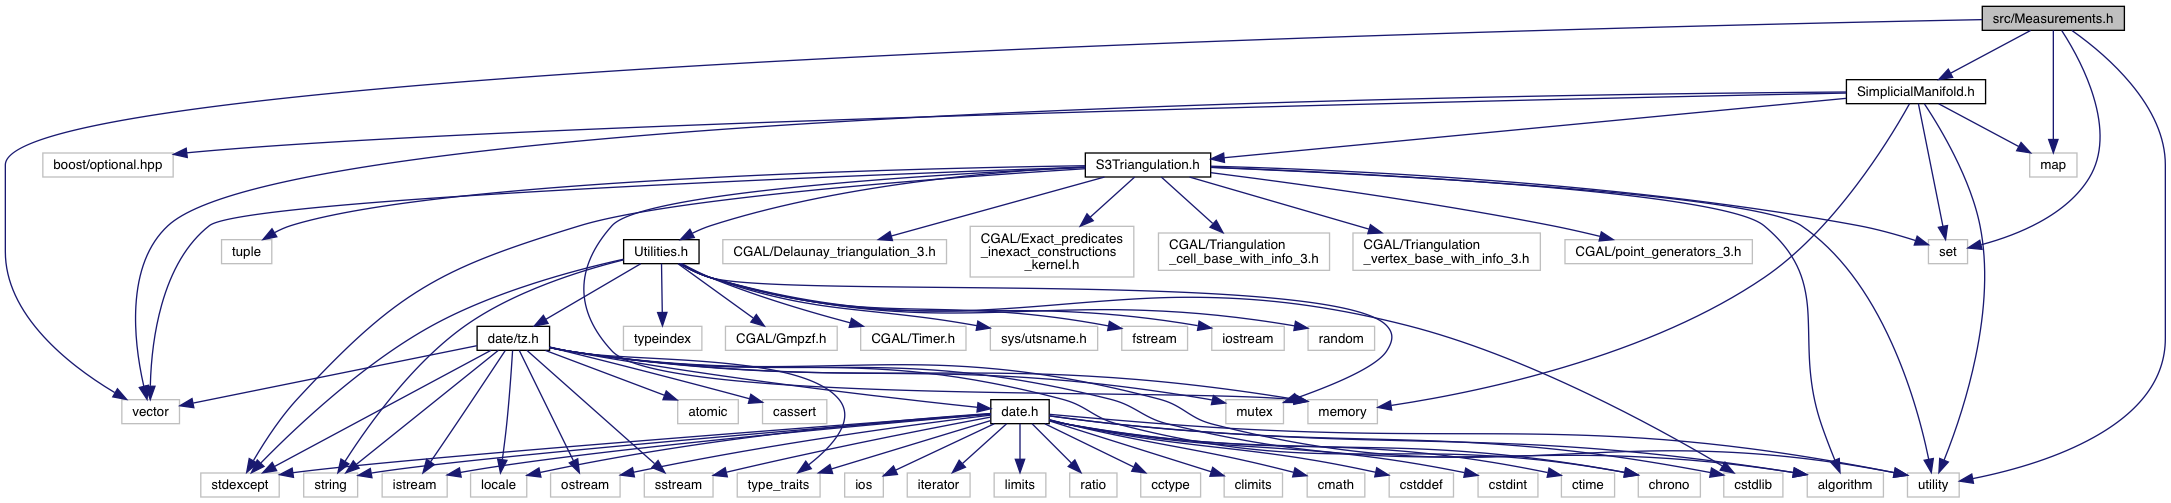 src/Measurements.h
SimplicialManifold.h
boost/optional.hpp
S3Triangulation.h
map
tuple
Utilities.h
CGAL/Delaunay_triangulation_3.h
CGAL/Exact_predicates
_inexact_constructions
_kernel.h
CGAL/Triangulation
_cell_base_with_info_3.h
CGAL/Triangulation
_vertex_base_with_info_3.h
CGAL/point_generators_3.h
set
date/tz.h
typeindex
CGAL/Gmpzf.h
CGAL/Timer.h
sys/utsname.h
fstream
iostream
random
vector
atomic
cassert
date.h
mutex
memory
stdexcept
string
istream
locale
ostream
sstream
type_traits
ios
iterator
limits
ratio
cctype
climits
cmath
cstddef
cstdint
ctime
chrono
cstdlib
algorithm
utility